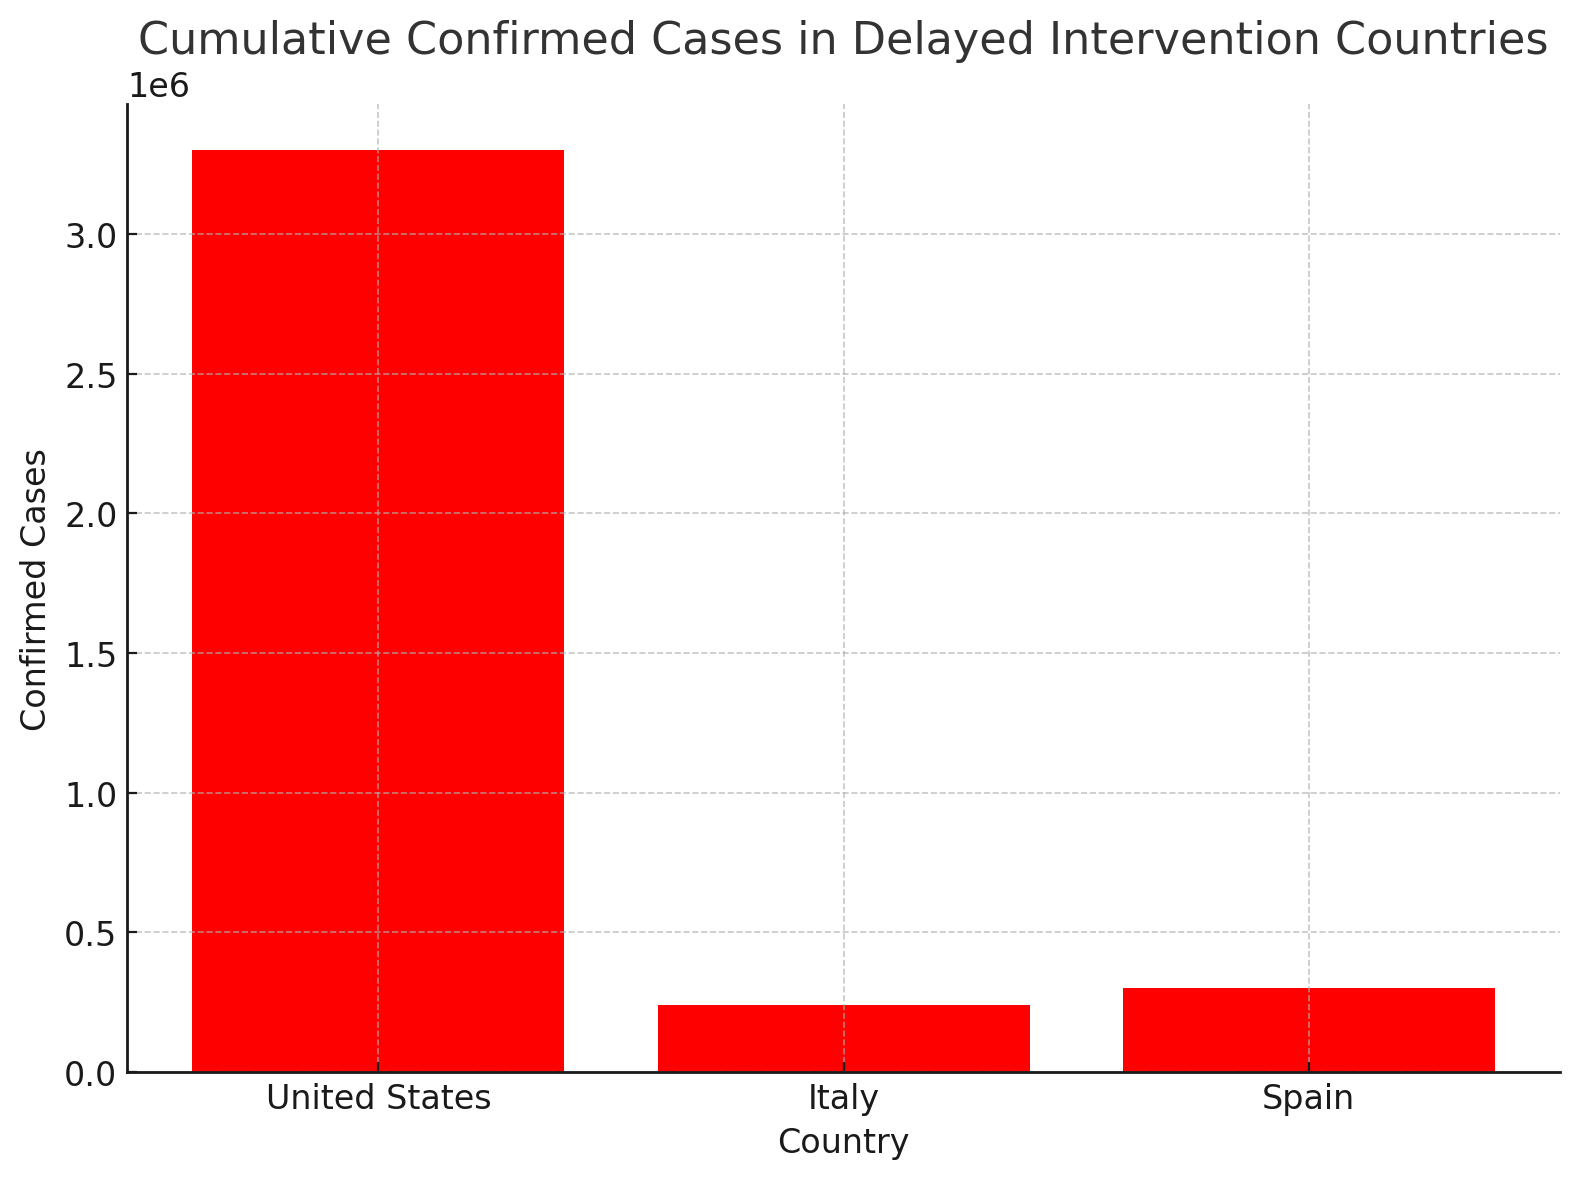 Cumulative Confirmed Cases in Delayed Intervention Countries
1e6
3.0
2.5
2.0
1.5
1.0
0.5
0.0
Confirmed Cases
United States Italy Spain
Country